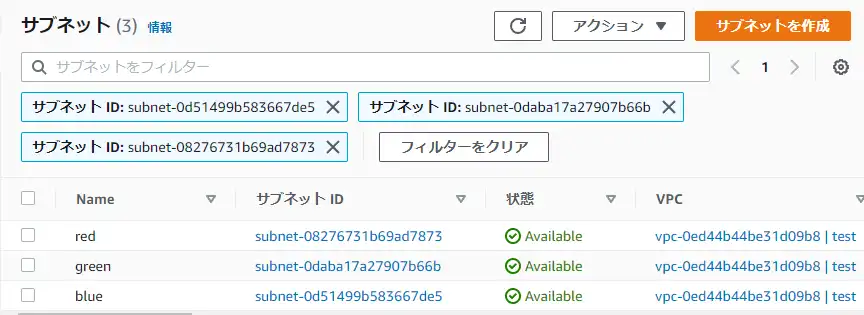 サブネット (3) 情報 アクション サブネットを作成
サブネットをフィルター 1
サブネット ID: subnet-0d51499b583667de5 サブネット ID: subnet-0daba17a27907b66b
サブネット ID: subnet-08276731b69ad7873 フィルターをクリア
Name サブネット ID 状態 VPC
red subnet-08276731b69ad7873 Available vpc-0ed44b44be31d09b8 | test
green subnet-0daba17a27907b66b Available vpc-0ed44b44be31d09b8 | test
blue subnet-0d51499b583667de5 Available vpc-0ed44b44be31d09b8 | test